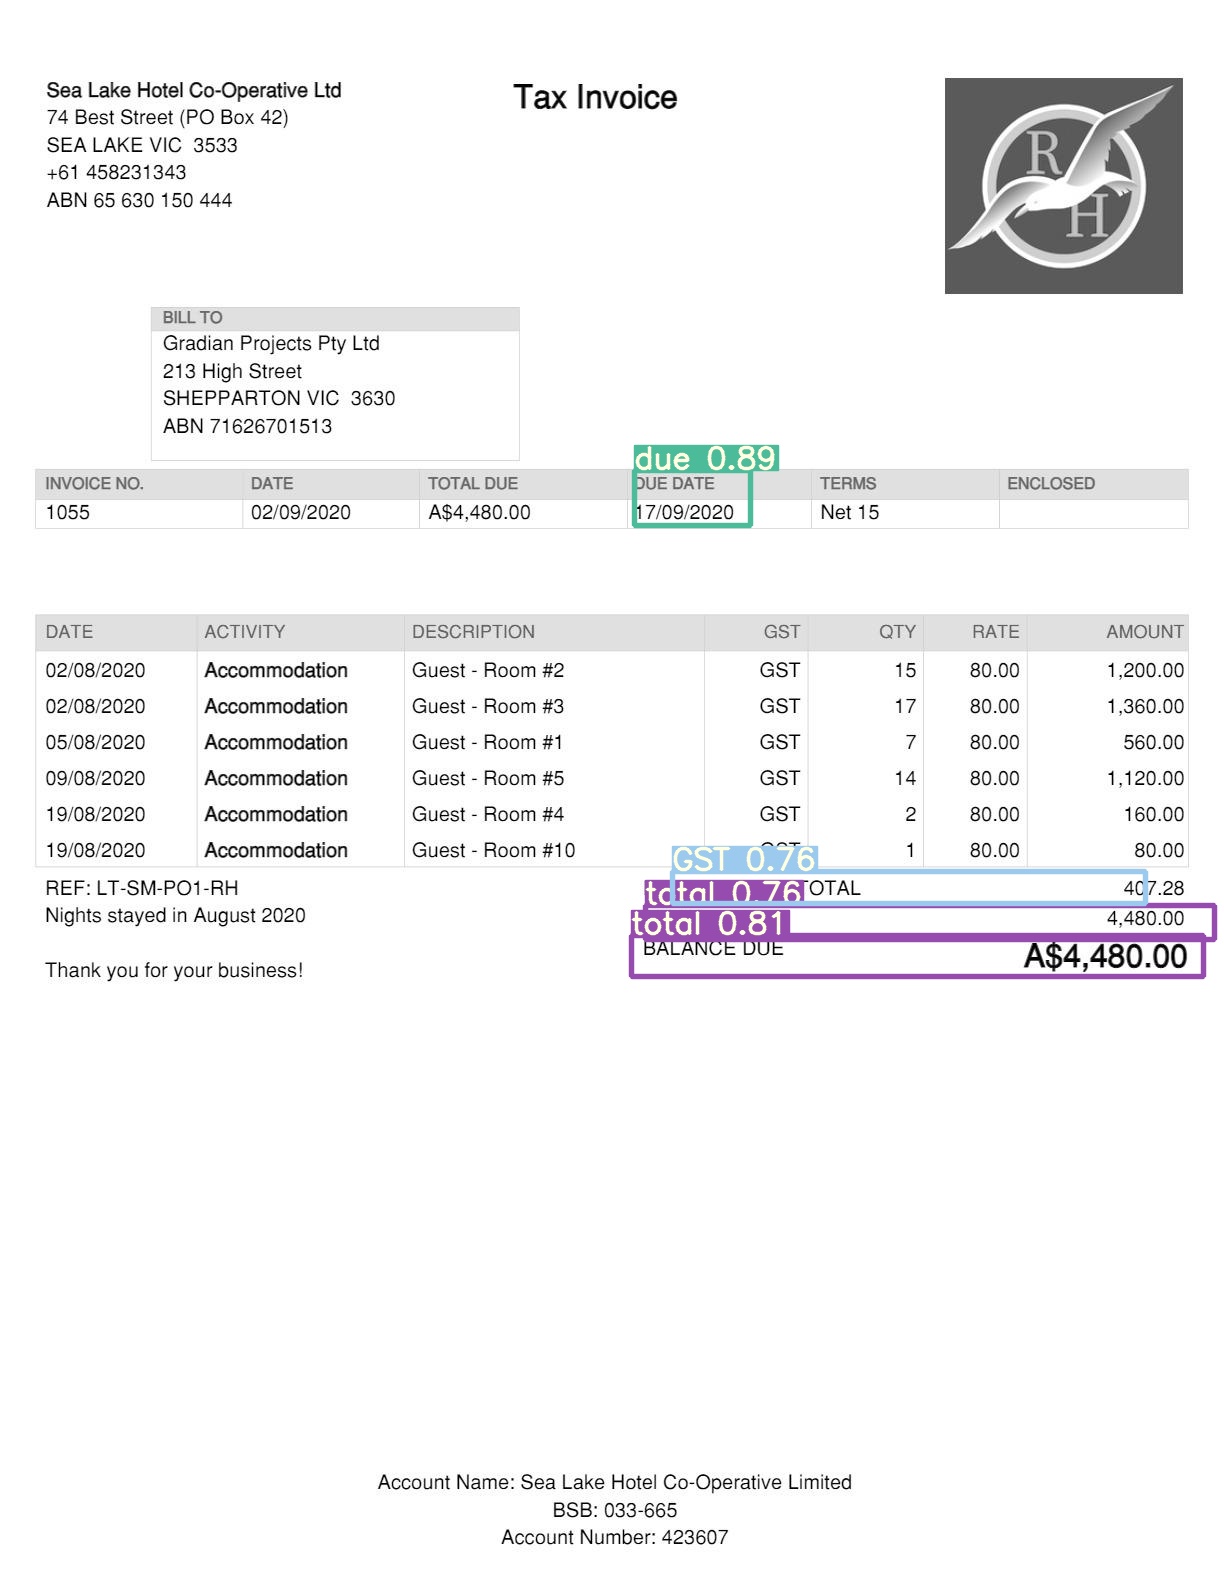 Sea Lake Hotel Co-Operative Ltd
74 Best Street (PO Box 42)
SEA LAKE VIC 3533
+61 458231343
ABN 65 630 150 444
Tax Invoice
R
H
BILL TO
Gradian Projects Pty Ltd
213 High Street
SHEPPARTON VIC 3630
ABN 71626701513
due 0.89
INVOICE NO. DATE TOTAL DUE DUE DATE TERMS ENCLOSED
1055 02/09/2020 A$4,480.00 17/09/2020 Net 15
DATE ACTIVITY DESCRIPTION GST QTY RATE AMOUNT
02/08/2020 Accommodation Guest - Room #2 GST 15 80.00 1,200.00
02/08/2020 Accommodation Guest - Room #3 GST 17 80.00 1,360.00
05/08/2020 Accommodation Guest - Room #1 GST 7 80.00 560.00
09/08/2020 Accommodation Guest - Room #5 GST 14 80.00 1,120.00
19/08/2020 Accommodation Guest - Room #4 GST 2 80.00 160.00
19/08/2020 Accommodation Guest - Room #10 GST 1 80.00 80.00
GST 0.76
REF: LT-SM-PO1-RH total 0.76 OTAL 407.28
Nights stayed in August 2020 total 0.81 4,480.00
BALANCE DUE A$4,480.00
Thank you for your business!
Account Name: Sea Lake Hotel Co-Operative Limited
BSB: 033-665
Account Number: 423607